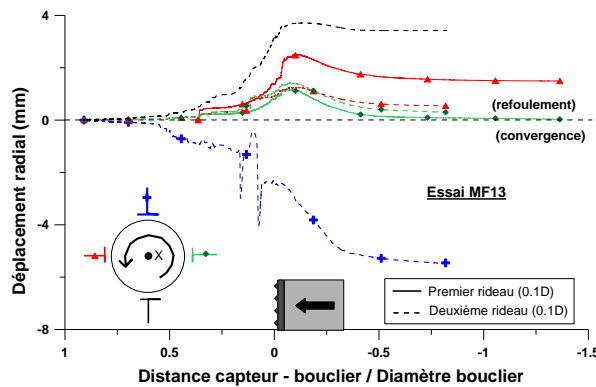 Déplacement radial (mm)
4
0
-4
-8
(refoulement)
(convergence)
Essai MF13
X
Premier rideau (0.1D)
Deuxième rideau (0.1D)
1
0.5
0
-0.5
-1
-1.5
Distance capteur - bouclier / Diamètre bouclier